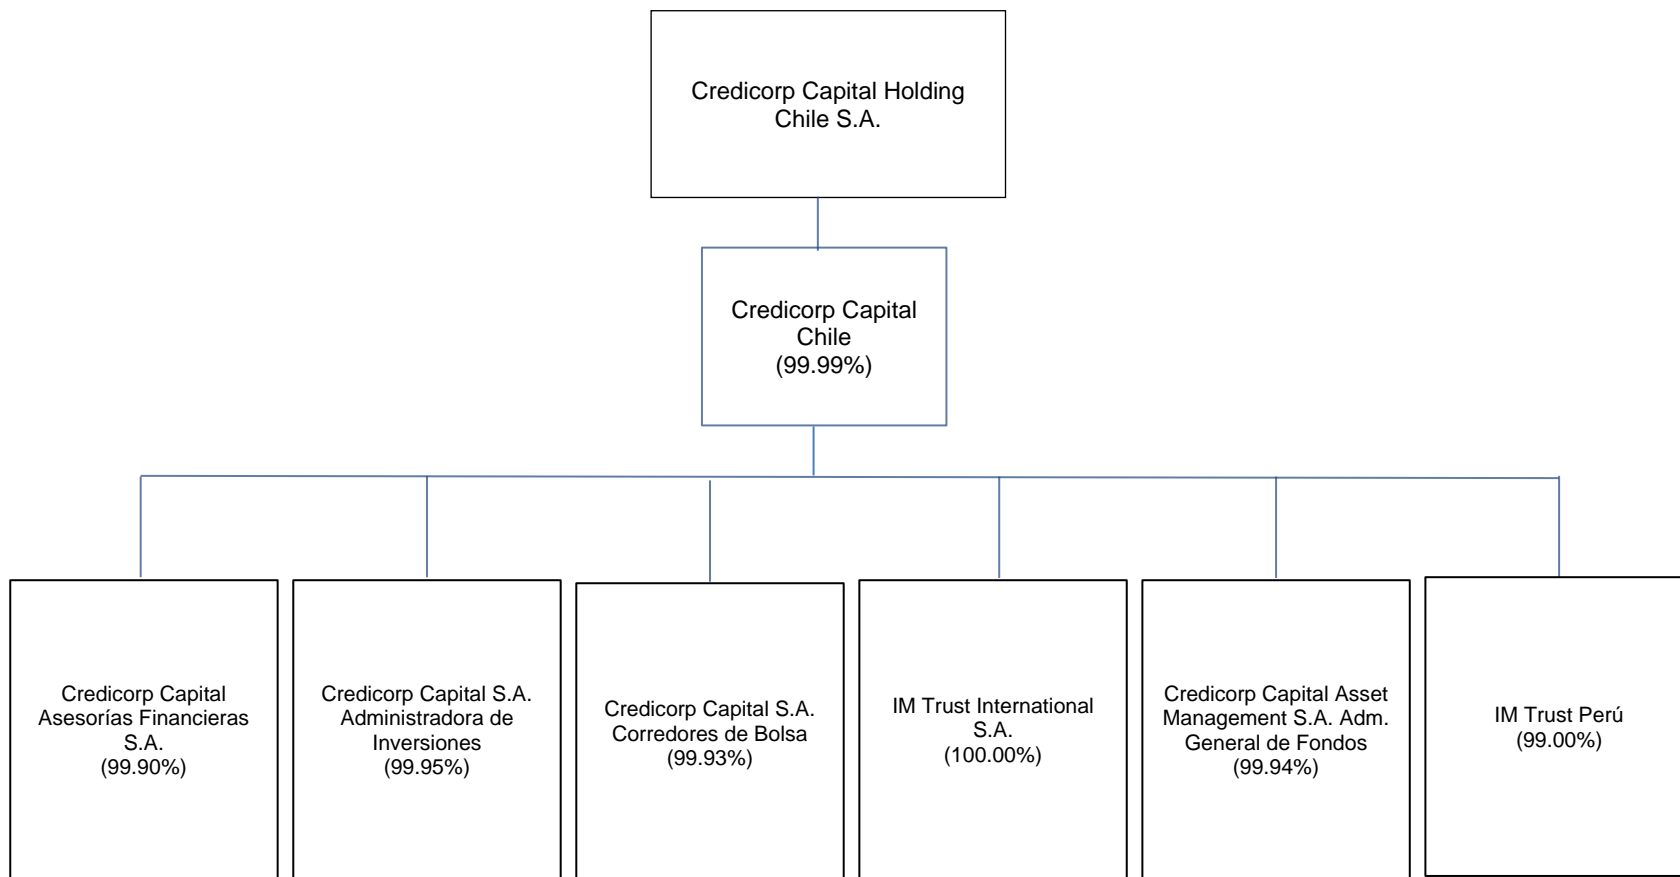 Credicorp Capital Holding
Chile S.A.
Credicorp Capital
Chile
(99.99%)
Credicorp Capital
Asesorías Financieras
S.A.
(99.90%)
Credicorp Capital S.A.
Administradora de
Inversiones
(99.95%)
Credicorp Capital S.A.
Corredores de Bolsa
(99.93%)
IM Trust International
S.A.
(100.00%)
Credicorp Capital Asset
Management S.A. Adm.
General de Fondos
(99.94%)
IM Trust Perú
(99.00%)